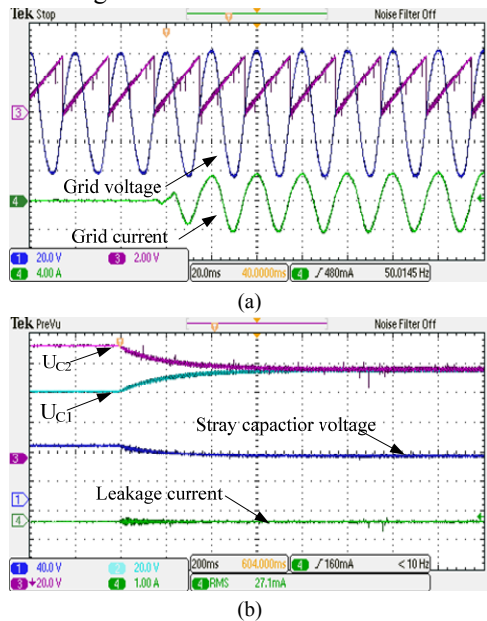 Tek Stop
Noise Filter Off
3
Grid voltage
4
Grid current
1 20.0 V 3 2.00 V
4 4.00 A
20.0ms 40.0000ms 4 480mA 50.0145 Hz
(a)
Tek PreVu
Noise Filter Off
UC2
UC1
Stray capactior voltage
3
1
Leakage current
4
1 40.0 V 2 20.0 V
3 20.0 V 4 1.00 A
200ms 604.000ms 4 160mA < 10 Hz
4 RMS 27.1mA
(b)